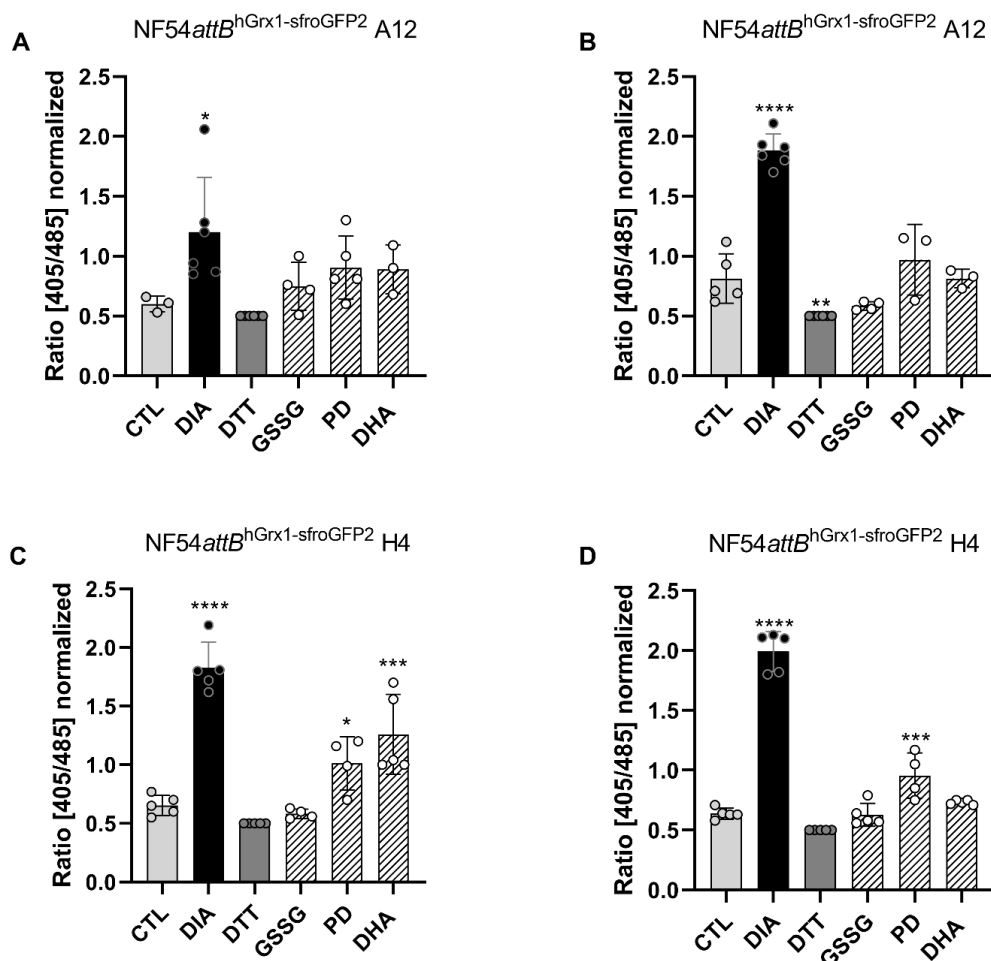 A
NF54attB^hGrx1-sfroGFP2 A12
Ratio [405/485] normalized
2.5
2.0
1.5
1.0
0.5
0.0
*
CTL
DIA
DTT
GSSG
PD
DHA
B
NF54attB^hGrx1-sfroGFP2 A12
Ratio [405/485] normalized
2.5
2.0
1.5
1.0
0.5
0.0
****
**
CTL
DIA
DTT
GSSG
PD
DHA
C
NF54attB^hGrx1-sfroGFP2 H4
Ratio [405/485] normalized
2.5
2.0
1.5
1.0
0.5
0.0
****
*
***
CTL
DIA
DTT
GSSG
PD
DHA
D
NF54attB^hGrx1-sfroGFP2 H4
Ratio [405/485] normalized
2.5
2.0
1.5
1.0
0.5
0.0
****
***
CTL
DIA
DTT
GSSG
PD
DHA